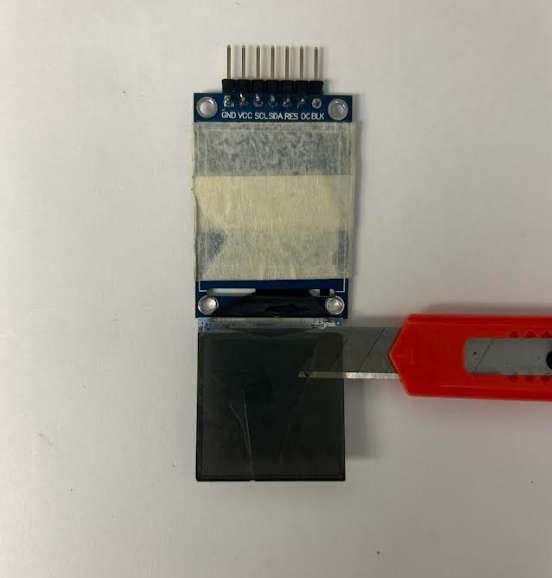 GND VCC SCL SDA RES DC BLK